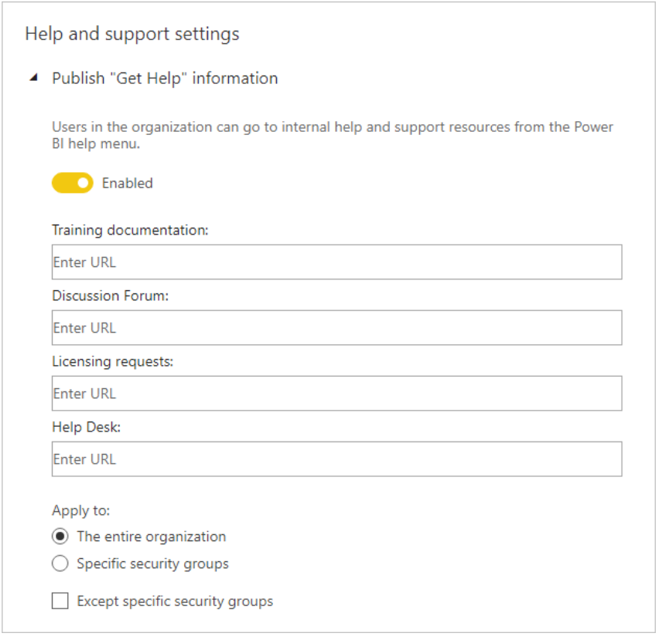 Help and support settings
Publish "Get Help" information
Users in the organization can go to internal help and support resources from the Power
BI help menu.
Enabled
Training documentation:
Enter URL
Discussion Forum:
Enter URL
Licensing requests:
Enter URL
Help Desk:
Enter URL
Apply to:
The entire organization
Specific security groups
Except specific security groups